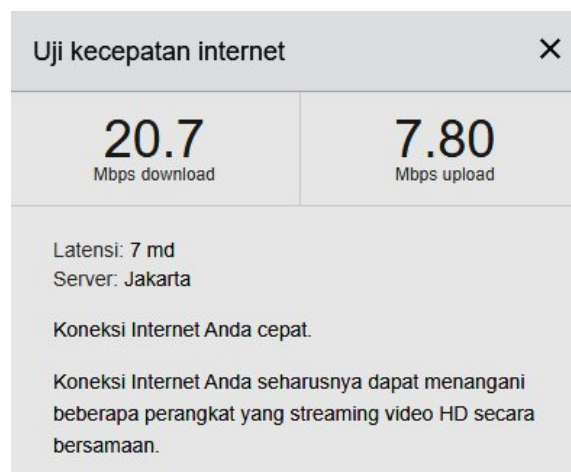 Uji kecepatan internet
20.7
Mbps download
7.80
Mbps upload
Latensi: 7 md
Server: Jakarta
Koneksi Internet Anda cepat.
Koneksi Internet Anda seharusnya dapat menangani
beberapa perangkat yang streaming video HD secara
bersamaan.